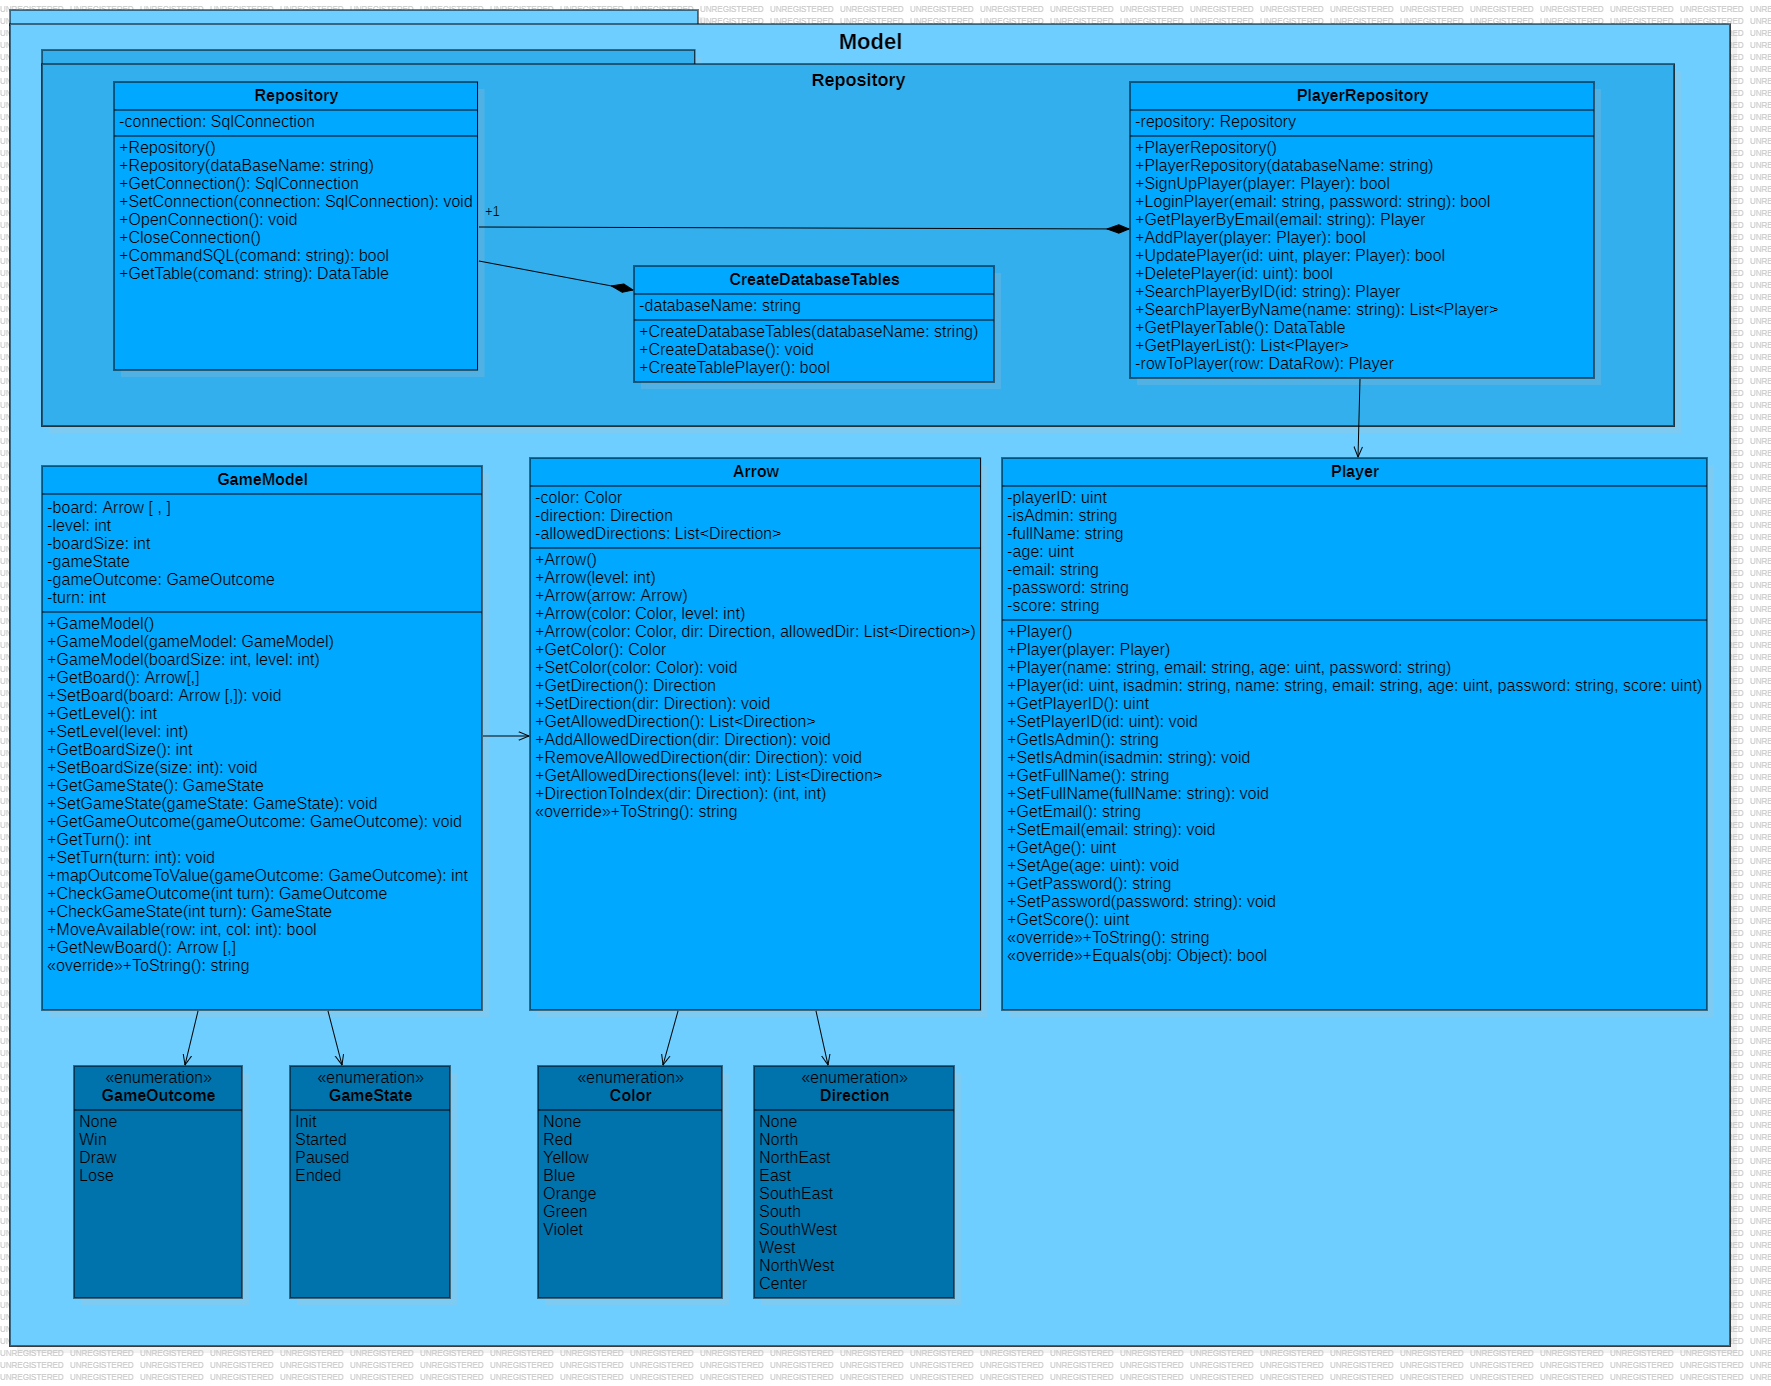 Model
Repository
Repository
-connection: SqlConnection
+Repository()
+Repository(dataBaseName: string)
+GetConnection(): SqlConnection
+SetConnection(connection: SqlConnection): void
+OpenConnection(): void
+CloseConnection()
+CommandSQL(comand: string): bool
+GetTable(comand: string): DataTable
+1
CreateDatabaseTables
-databaseName: string
+CreateDatabaseTables(databaseName: string)
+CreateDatabase(): void
+CreateTablePlayer(): bool
PlayerRepository
-repository: Repository
+PlayerRepository()
+PlayerRepository(databaseName: string)
+SignUpPlayer(player: Player): bool
+LoginPlayer(email: string, password: string): bool
+GetPlayerByEmail(email: string): Player
+AddPlayer(player: Player): bool
+UpdatePlayer(id: uint, player: Player): bool
+DeletePlayer(id: uint): bool
+SearchPlayerByID(id: string): Player
+SearchPlayerByName(name: string): List<Player>
+GetPlayerTable(): DataTable
+GetPlayerList(): List<Player>
-rowToPlayer(row: DataRow): Player
GameModel
-board: Arrow [ , ]
-level: int
-boardSize: int
-gameState
-gameOutcome: GameOutcome
-turn: int
+GameModel()
+GameModel(gameModel: GameModel)
+GameModel(boardSize: int, level: int)
+GetBoard(): Arrow[,]
+SetBoard(board: Arrow [,]): void
+GetLevel(): int
+SetLevel(level: int)
+GetBoardSize(): int
+SetBoardSize(size: int): void
+GetGameState(): GameState
+SetGameState(gameState: GameState): void
+GetGameOutcome(gameOutcome: GameOutcome): void
+GetTurn(): int
+SetTurn(turn: int): void
+mapOutcomeToValue(gameOutcome: GameOutcome): int
+CheckGameOutcome(int turn): GameOutcome
+CheckGameState(int turn): GameState
+MoveAvailable(row: int, col: int): bool
+GetNewBoard(): Arrow [,]
«override»+ToString(): string
Arrow
-color: Color
-direction: Direction
-allowedDirections: List<Direction>
+Arrow()
+Arrow(level: int)
+Arrow(arrow: Arrow)
+Arrow(color: Color, level: int)
+Arrow(color: Color, dir: Direction, allowedDir: List<Direction>)
+GetColor(): Color
+SetColor(color: Color): void
+GetDirection(): Direction
+SetDirection(dir: Direction): void
+GetAllowedDirection(): List<Direction>
+AddAllowedDirection(dir: Direction): void
+RemoveAllowedDirection(dir: Direction): void
+GetAllowedDirections(level: int): List<Direction>
+DirectionToIndex(dir: Direction): (int, int)
«override»+ToString(): string
Player
-playerID: uint
-isAdmin: string
-fullName: string
-age: uint
-email: string
-password: string
-score: string
+Player()
+Player(player: Player)
+Player(name: string, email: string, age: uint, password: string)
+Player(id: uint, isadmin: string, name: string, email: string, age: uint, password: string, score: uint)
+GetPlayerID(): uint
+SetPlayerID(id: uint): void
+GetIsAdmin(): string
+SetIsAdmin(isadmin: string): void
+GetFullName(): string
+SetFullName(fullName: string): void
+GetEmail(): string
+SetEmail(email: string): void
+GetAge(): uint
+SetAge(age: uint): void
+GetPassword(): string
+SetPassword(password: string): void
+GetScore(): uint
«override»+ToString(): string
«override»+Equals(obj: Object): bool
«enumeration»
GameOutcome
None
Win
Draw
Lose
«enumeration»
GameState
Init
Started
Paused
Ended
«enumeration»
Color
None
Red
Yellow
Blue
Orange
Green
Violet
«enumeration»
Direction
None
North
NorthEast
East
SouthEast
South
SouthWest
West
NorthWest
Center